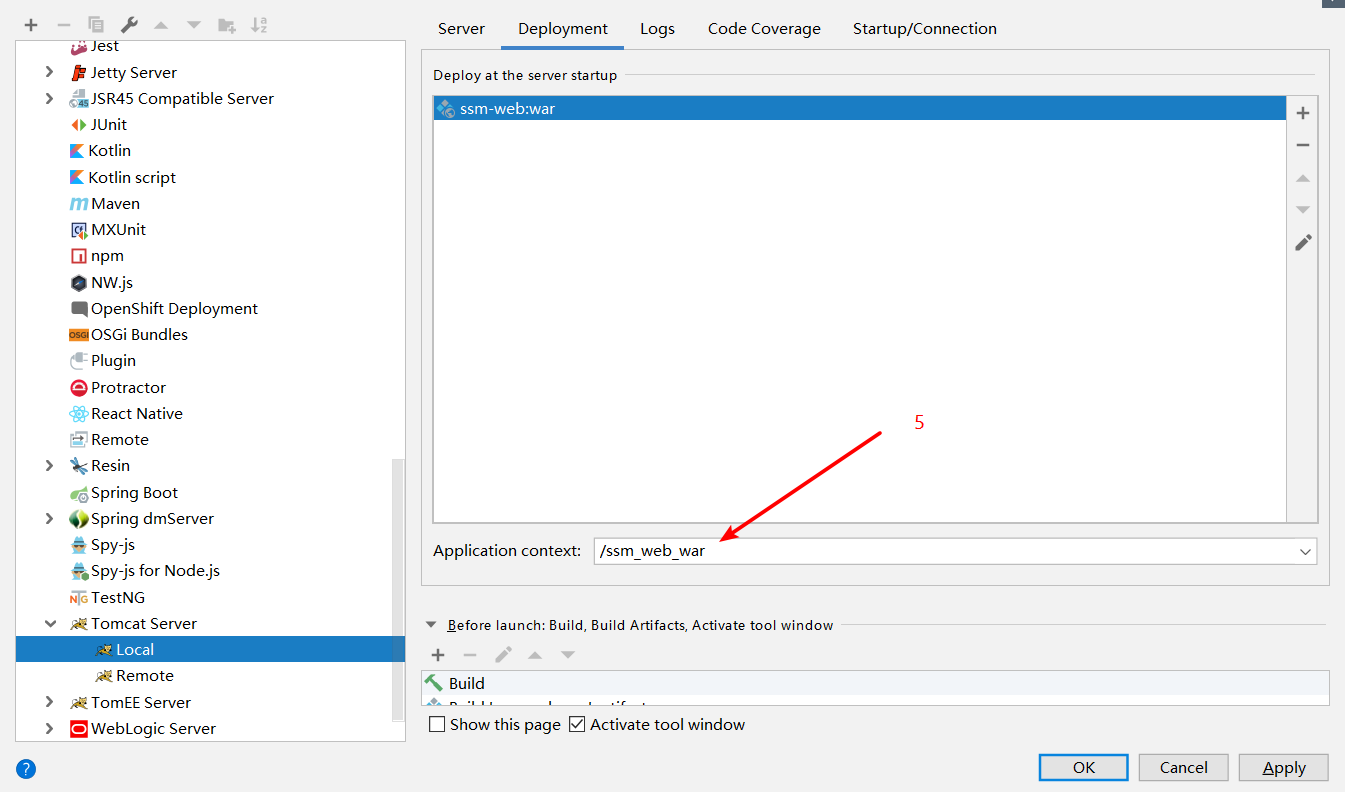 Server Deployment Logs Code Coverage Startup/Connection
Jest
Jetty Server
JSR45 Compatible Server
JUnit
Kotlin
Kotlin script
Maven
MXUnit
npm
NW.js
OpenShift Deployment
OSGi Bundles
Plugin
Protractor
React Native
Remote
Resin
Spring Boot
Spring dmServer
Spy-js
Spy-js for Node.js
TestNG
Tomcat Server
Local
Remote
TomEE Server
WebLogic Server
Deploy at the server startup
ssm-web:war
5
Application context: /ssm_web_war
Before launch: Build, Build Artifacts, Activate tool window
Build
Show this page Activate tool window
? OK Cancel Apply